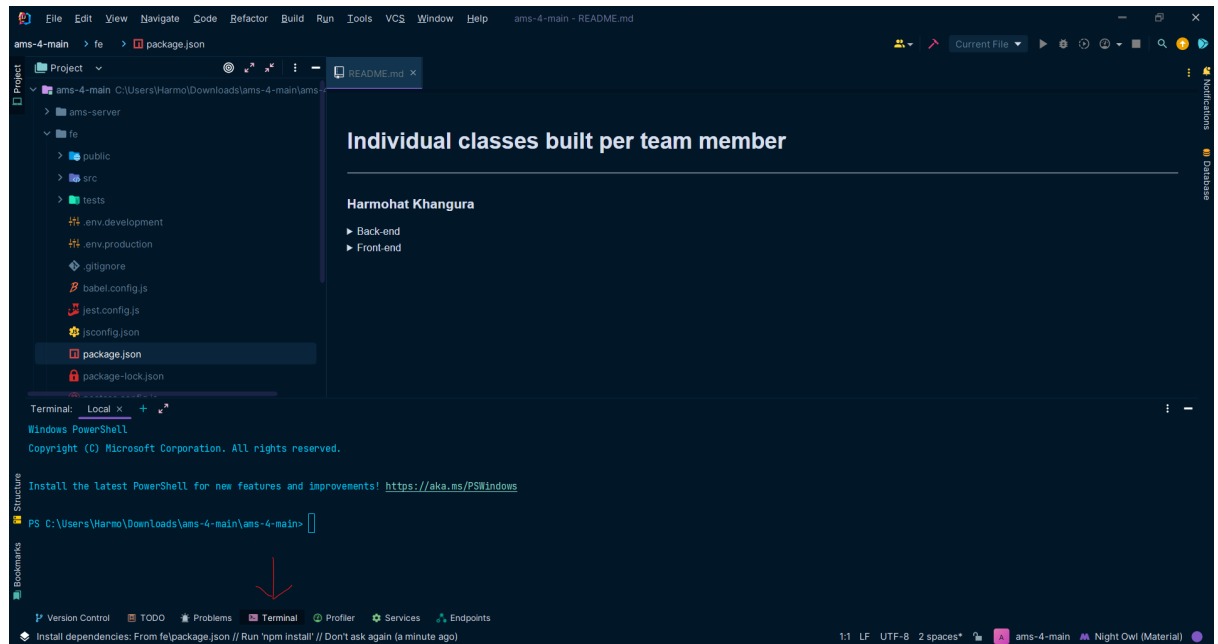 File Edit View Navigate Code Refactor Build Run Tools VCS Window Help ams-4-main - README.md
ams-4-main > fe > package.json
Current File
Project
README.md
ams-4-main C:\Users\Harmo\Downloads\ams-4-main\ams-
ams-server
fe
public
src
tests
.env.development
.env.production
.gitignore
babel.config.js
jest.config.js
jsconfig.json
package.json
package-lock.json
Individual classes built per team member
Harmohat Khangura
Back-end
Front-end
Project
Structure
Bookmarks
Notifications
Database
Terminal: Local × +
Windows PowerShell
Copyright (C) Microsoft Corporation. All rights reserved.
Install the latest PowerShell for new features and improvements! https://aka.ms/PSWindows
PS C:\Users\Harmo\Downloads\ams-4-main\ams-4-main>
Version Control TODO Problems Terminal Profiler Services Endpoints
Install dependencies: From fe\package.json // Run 'npm install' // Don't ask again (a minute ago) 1:1 LF UTF-8 2 spaces* A ams-4-main Night Owl (Material)